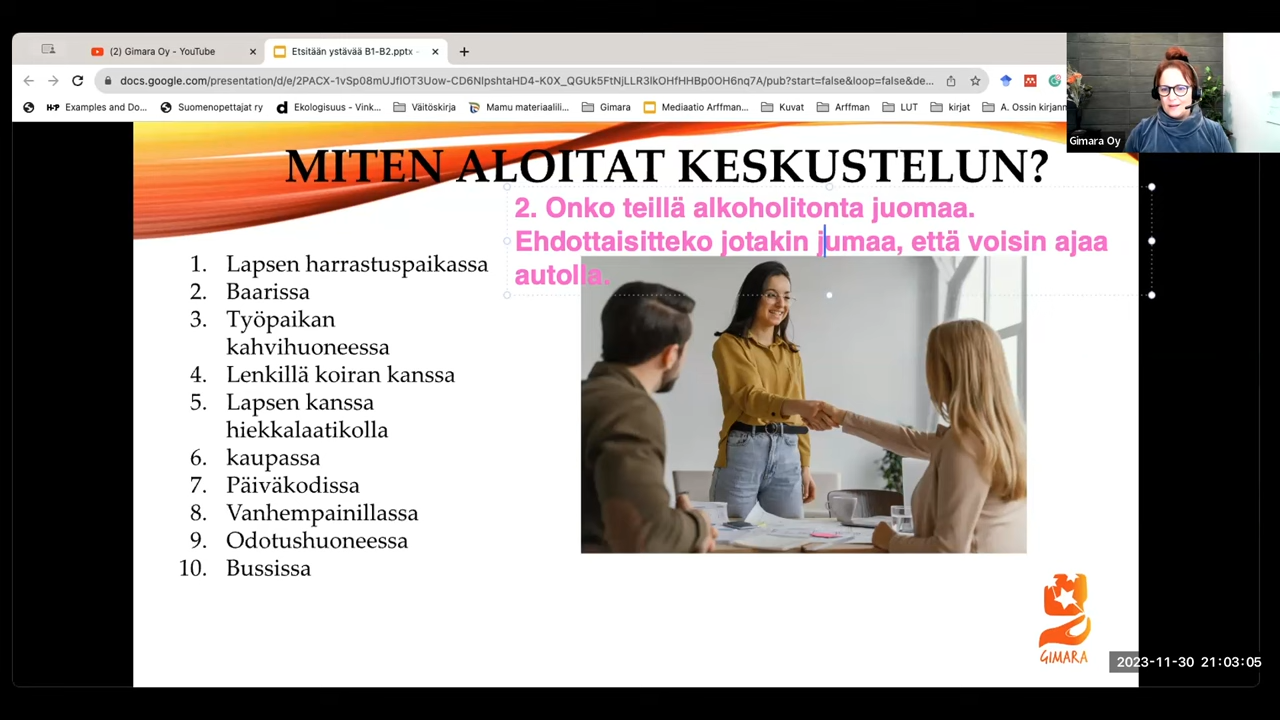 (2) Gimara Oy - YouTube
Etsitään ystävää B1-B2.pptx -
docs.google.com/presentation/d/e/2PACX-1vSp08mUJfIOT3Uow-CD6NlpshtaHD4-K0X_QGUk5FtNjLLR3lkOHfHHBp0OH6nq7A/pub?start=false&loop=false&de...
Examples and Do...
Suomenopettajat ry
Ekologisuus - Vink...
Väitöskirja
Mamu materiaalili...
Gimara
Mediaatio Arffman...
Kuvat
Arffman
LUT
kirjat
A. Ossin kirjann
Gimara Oy
MITEN ALOITAT KESKUSTELUN?
2. Onko teillä alkoholitonta juomaa.
Ehdottaisitteko jotakin jumaa, että voisin ajaa
autolla.
1. Lapsen harrastuspaikassa
2. Baarissa
3. Työpaikan
kahvihuoneessa
4. Lenkillä koiran kanssa
5. Lapsen kanssa
hiekkalaatikolla
6. kaupassa
7. Päiväkodissa
8. Vanhempainillassa
9. Odotushuoneessa
10. Bussissa
GIMARA
2023-11-30 21:03:05